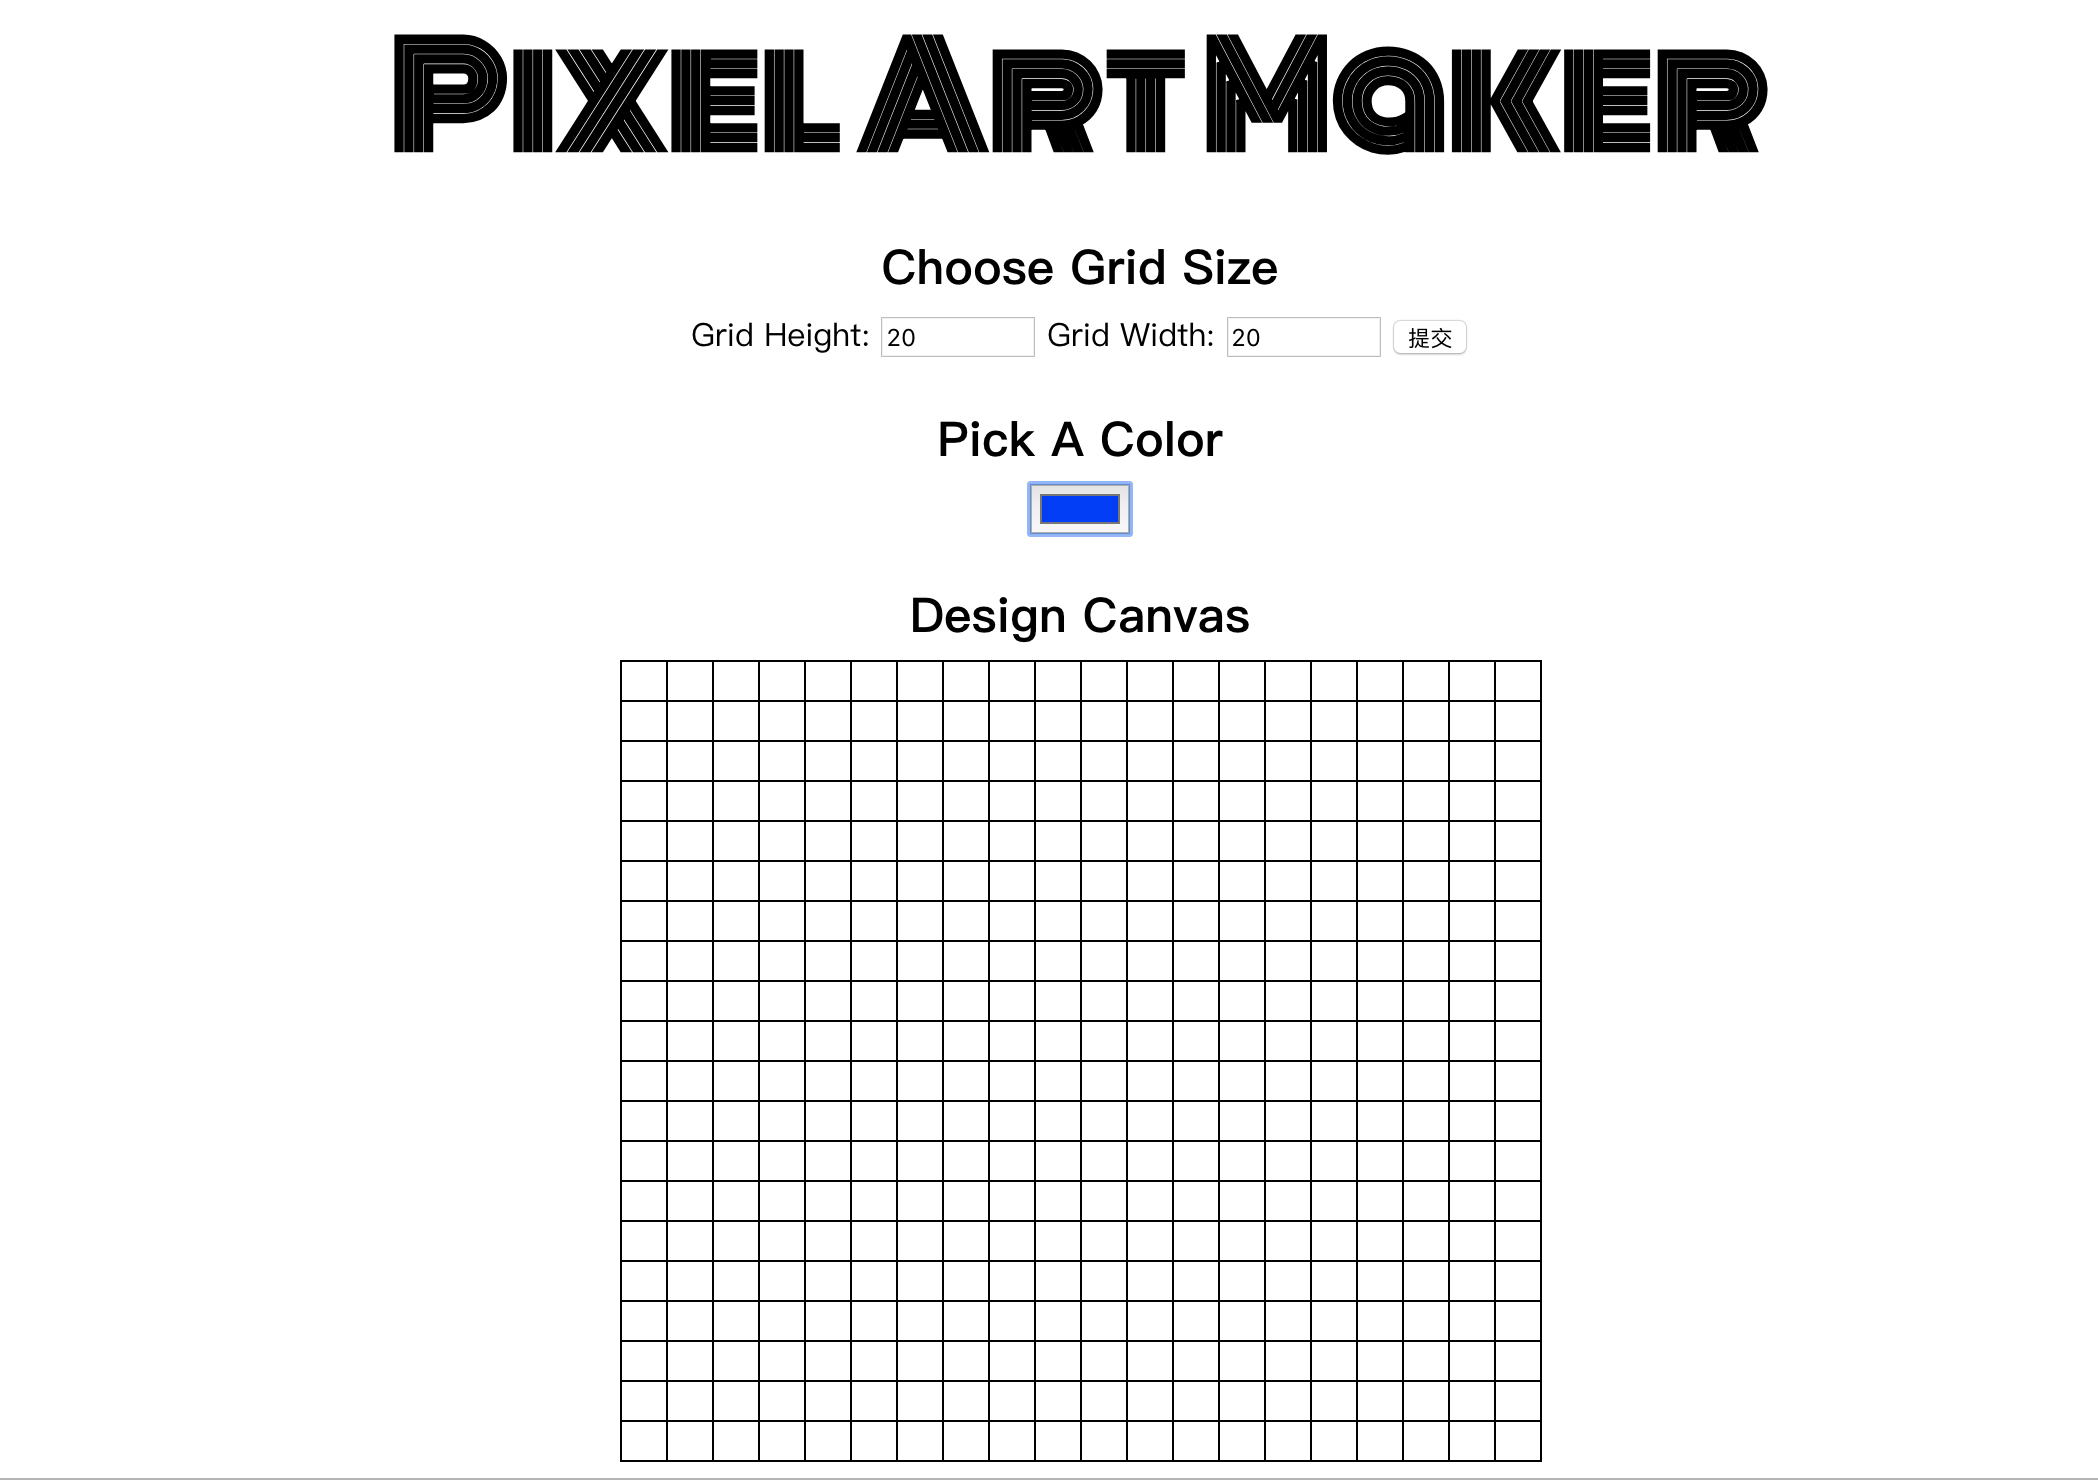 Pixel Art Maker
Choose Grid Size
Grid Height: 20 Grid Width: 20 提交
Pick A Color
Design Canvas